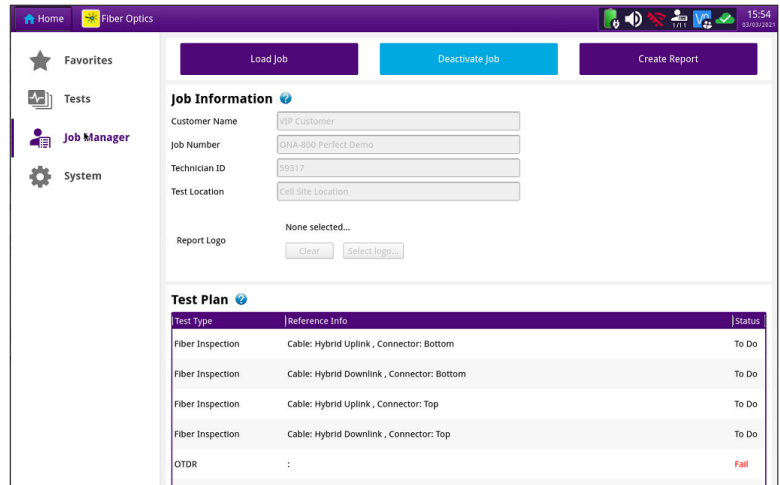 Home
Fiber Optics
1/11
15:54
03/03/2021
Favorites
Tests
Job Manager
System
Load Job
Deactivate Job
Create Report
Job Information
Customer Name
VIP Customer
Job Number
ONA-800 Perfect Demo
Technician ID
59317
Test Location
Cell Site Location
Report Logo
None selected...
Clear
Select logo...
Test Plan
Test Type Reference Info Status
Fiber Inspection Cable: Hybrid Uplink , Connector: Bottom To Do
Fiber Inspection Cable: Hybrid Downlink , Connector: Bottom To Do
Fiber Inspection Cable: Hybrid Uplink , Connector: Top To Do
Fiber Inspection Cable: Hybrid Downlink , Connector: Top To Do
OTDR : Fail